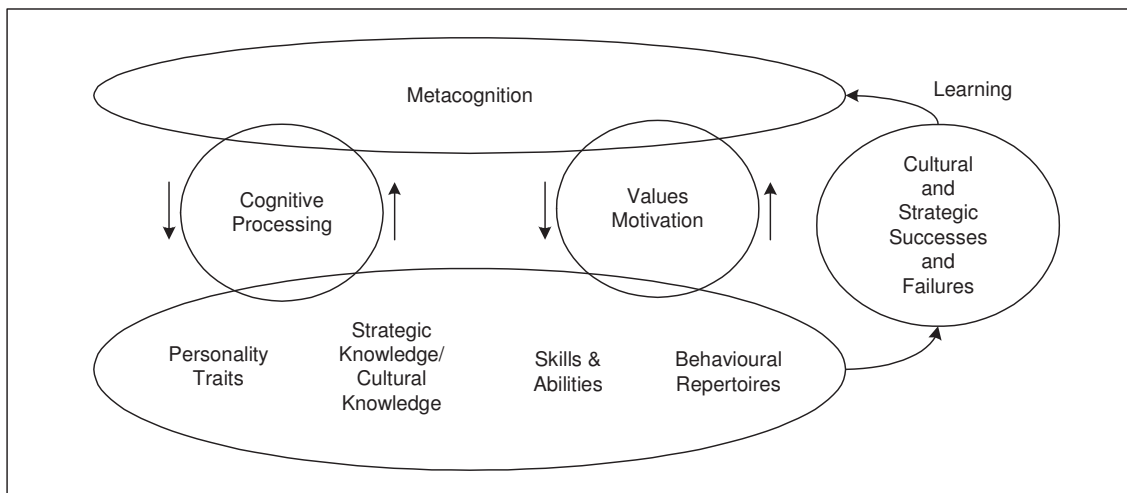 Metacognition
Learning
Cognitive
Processing
Values
Motivation
Cultural
and
Strategic
Successes
and
Failures
Personality
Traits
Strategic
Knowledge/
Cultural
Knowledge
Skills &
Abilities
Behavioural
Repertoires